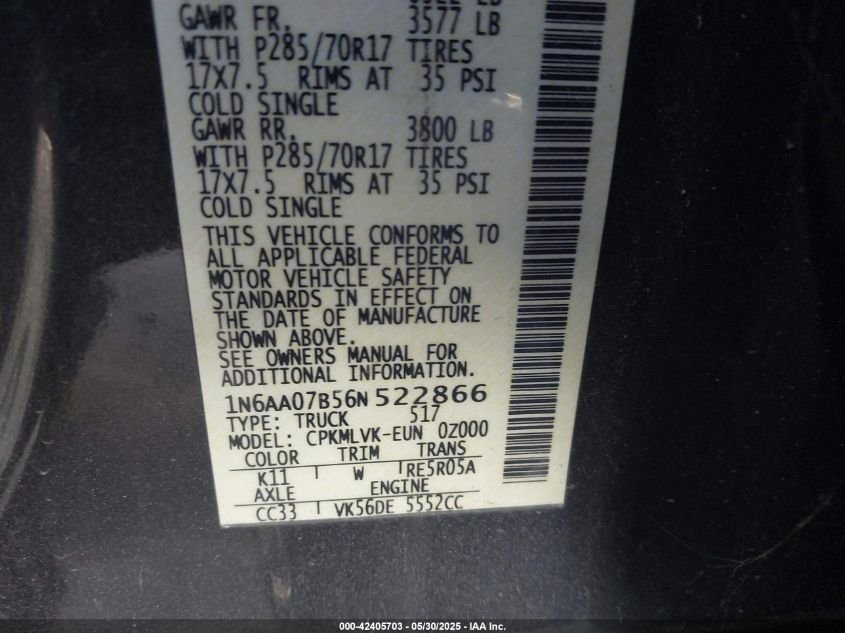 GAWR FR. 3577 LB
WITH P285/70R17 TIRES
17X7.5 RIMS AT 35 PSI
COLD SINGLE
GAWR RR. 3800 LB
WITH P285/70R17 TIRES
17X7.5 RIMS AT 35 PSI
COLD SINGLE
THIS VEHICLE CONFORMS TO
ALL APPLICABLE FEDERAL
MOTOR VEHICLE SAFETY
STANDARDS IN EFFECT ON
THE DATE OF MANUFACTURE
SHOWN ABOVE.
SEE OWNERS MANUAL FOR
ADDITIONAL INFORMATION.
1N6AA07B56N 522866
TYPE: TRUCK 517
MODEL: CPKMLVK-EUN 0Z000
COLOR TRIM TRANS
K11 W RE5R05A
AXLE ENGINE
CC33 VK56DE 5552CC
000-42405703 - 05/30/2025 - IAA Inc.